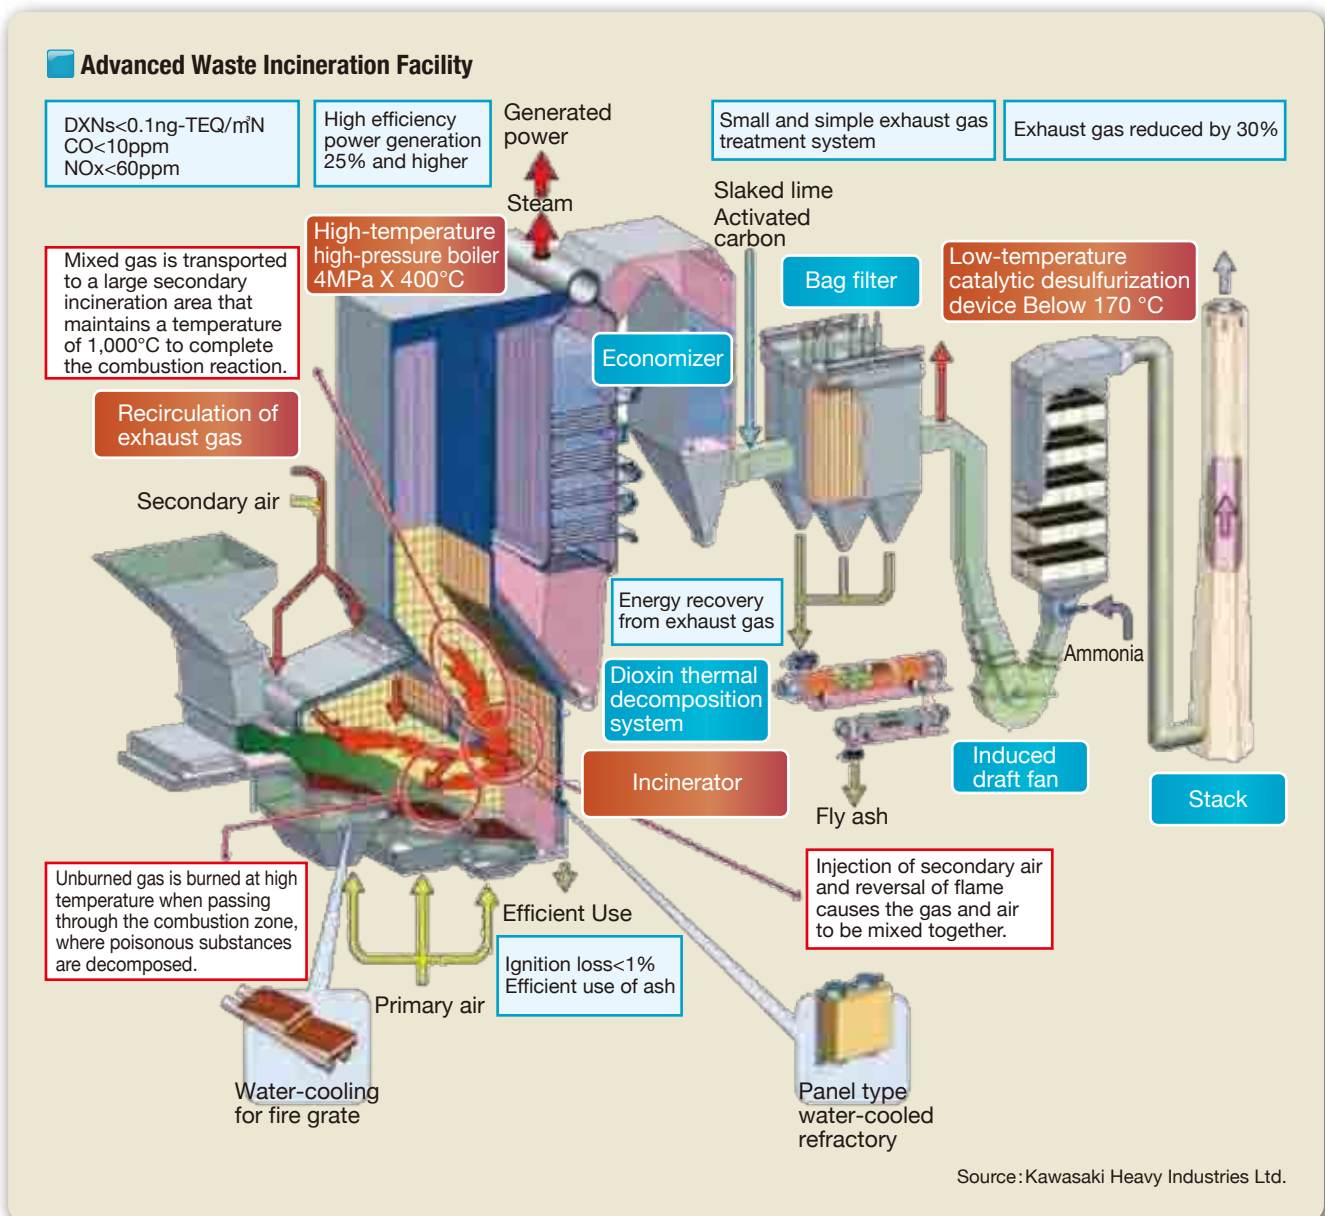 Advanced Waste Incineration Facility
DXNs<0.1ng-TEQ/㎥N
CO<10ppm
NOx<60ppm
High efficiency
power generation
25% and higher
Generated
power
Steam
Small and simple exhaust gas
treatment system
Exhaust gas reduced by 30%
Slaked lime
Activated
carbon
High-temperature
high-pressure boiler
4MPa X 400°C
Mixed gas is transported
to a large secondary
incineration area that
maintains a temperature
of 1,000°C to complete
the combustion reaction.
Bag filter
Low-temperature
catalytic desulfurization
device Below 170 °C
Economizer
Recirculation of
exhaust gas
Secondary air
Energy recovery
from exhaust gas
Ammonia
Dioxin thermal
decomposition
system
Incinerator
Induced
draft fan
Stack
Fly ash
Unburned gas is burned at high
temperature when passing
through the combustion zone,
where poisonous substances
are decomposed.
Injection of secondary air
and reversal of flame
causes the gas and air
to be mixed together.
Efficient Use
Ignition loss<1%
Efficient use of ash
Primary air
Water-cooling
for fire grate
Panel type
water-cooled
refractory
Source:Kawasaki Heavy Industries Ltd.